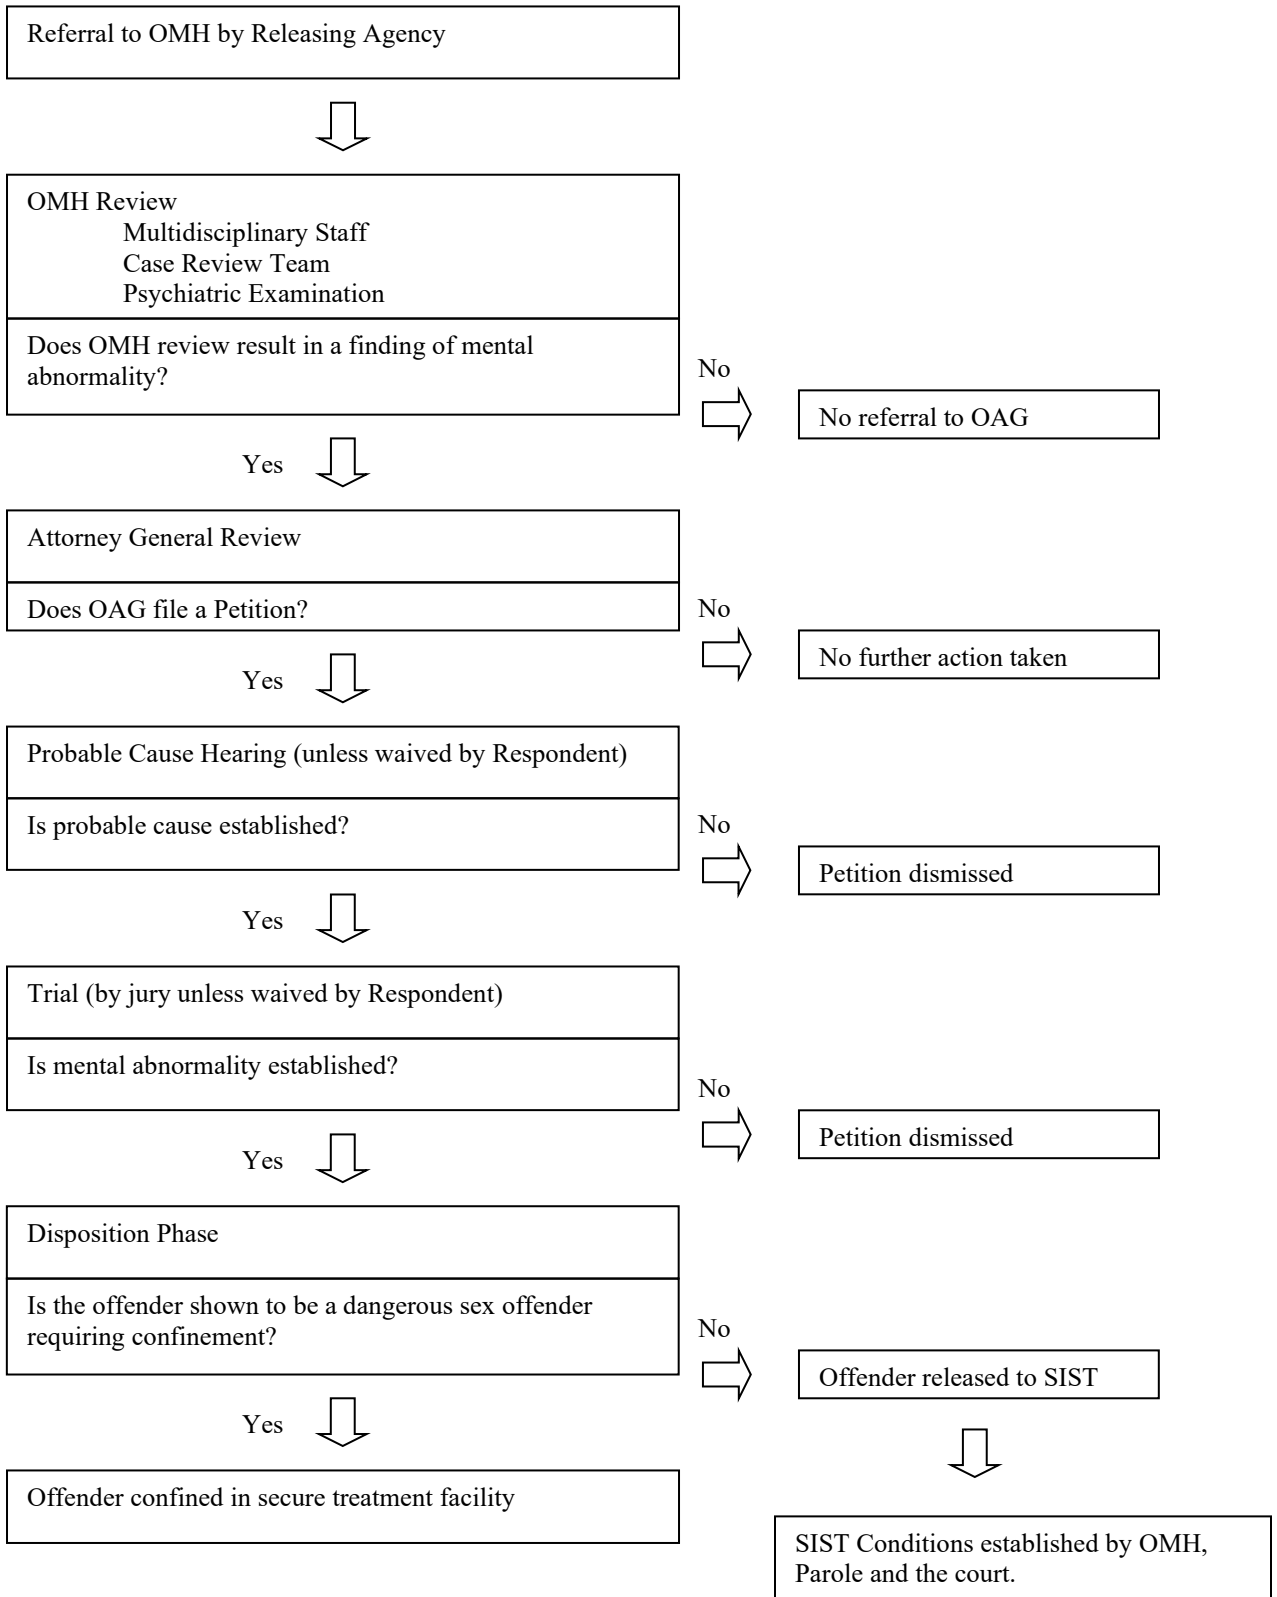 Referral to OMH by Releasing Agency
OMH Review
Multidisciplinary Staff
Case Review Team
Psychiatric Examination
Does OMH review result in a finding of mental
abnormality?
No
No referral to OAG
Yes
Attorney General Review
Does OAG file a Petition?
No
No further action taken
Yes
Probable Cause Hearing (unless waived by Respondent)
Is probable cause established?
No
Petition dismissed
Yes
Trial (by jury unless waived by Respondent)
Is mental abnormality established?
No
Petition dismissed
Yes
Disposition Phase
Is the offender shown to be a dangerous sex offender
requiring confinement?
No
Offender released to SIST
Yes
Offender confined in secure treatment facility
SIST Conditions established by OMH,
Parole and the court.